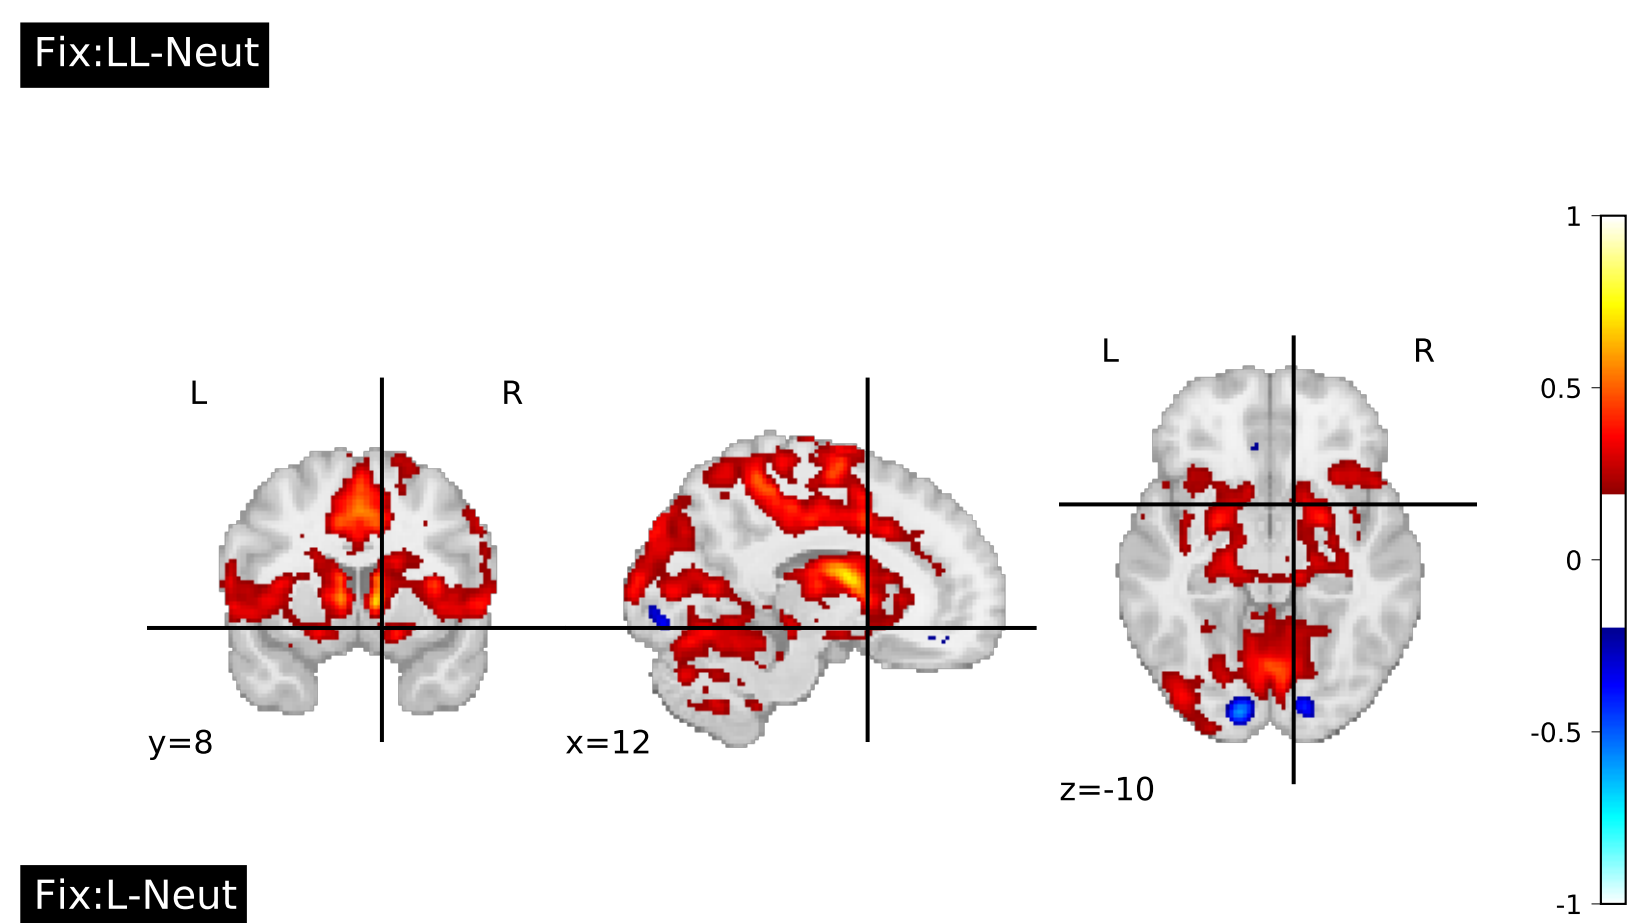 Fix:LL-Neut
L R
L R
y=8
x=12
z=-10
1
0.5
0
-0.5
-1
Fix:L-Neut